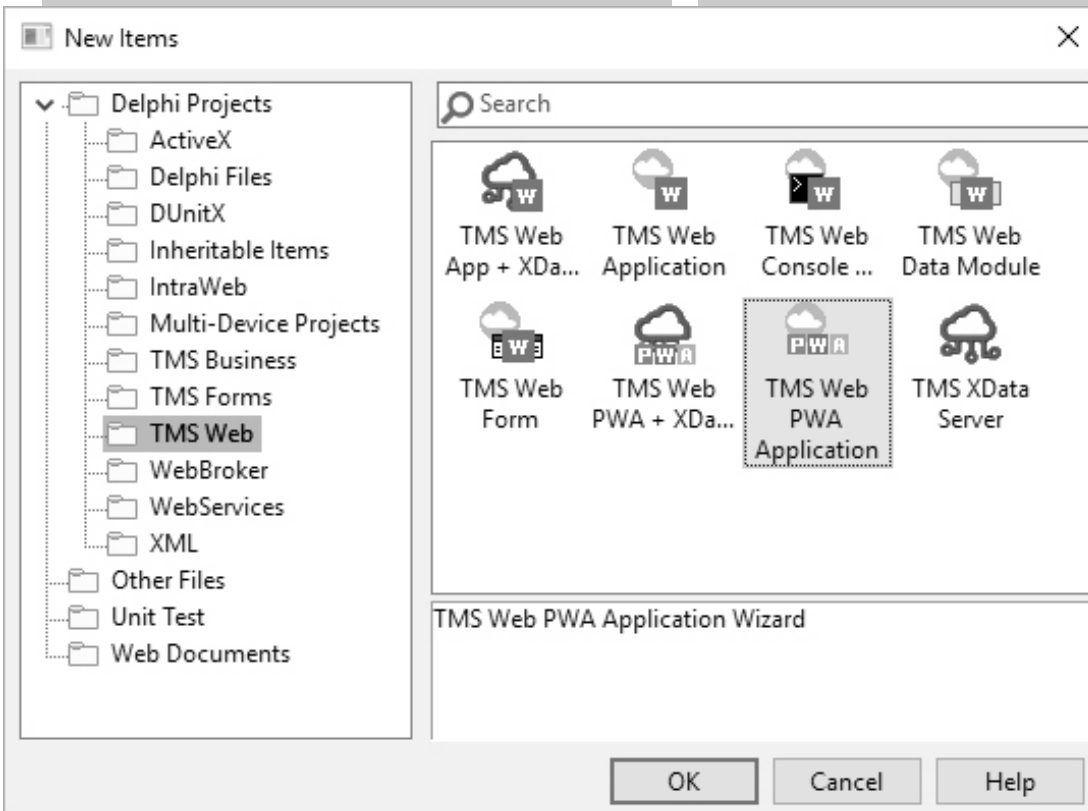 New Items
Delphi Projects
ActiveX
Delphi Files
DUnitX
Inheritable Items
IntraWeb
Multi-Device Projects
TMS Business
TMS Forms
TMS Web
WebBroker
WebServices
XML
Other Files
Unit Test
Web Documents
Search
W
W
W
W
TMS Web
App + XDa...
TMS Web
Application
TMS Web
Console ...
TMS Web
Data Module
W
PWA
PWA
TMS Web
Form
TMS Web
PWA + XDa...
TMS Web
PWA
Application
TMS XData
Server
TMS Web PWA Application Wizard
OK
Cancel
Help